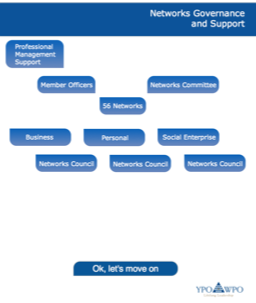 Networks Governance
and Support
Professional
Management
Support
Member Officers
Networks Committee
56 Networks
Business
Personal
Social Enterprise
Networks Council
Networks Council
Networks Council
Ok, let's move on
YPO WPO